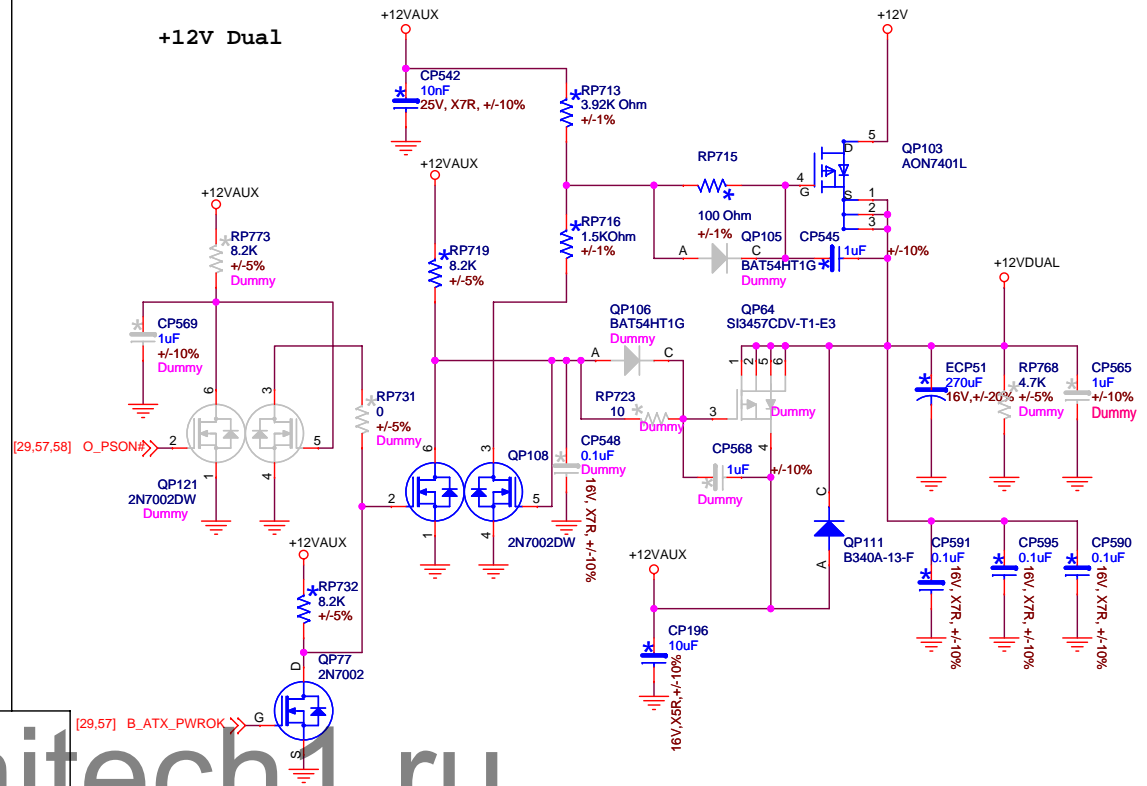 +12V Dual
+12VAUX
CP542
10nF
25V, X7R, +/-10%
RP713
3.92K Ohm
+/-1%
+12V
5
D
QP103
AON7401L
4
G
S
1
2
3
RP715
100 Ohm
+/-1%
A
QP105
C
BAT54HT1G
Dummy
CP545
1uF
+/-10%
RP716
1.5KOhm
+/-1%
+12VAUX
RP719
8.2K
+/-5%
+12VAUX
RP773
8.2K
+/-5%
Dummy
CP569
1uF
+/-10%
Dummy
6
3
[29,57,58] O_PSON#
2
5
1
4
QP121
2N7002DW
Dummy
RP731
0
+/-5%
Dummy
6
3
2
5
1
4
QP108
2N7002DW
QP106
BAT54HT1G
Dummy
A
C
RP723
10
Dummy
CP548
0.1uF
Dummy
16V, X7R, +/-10%
QP64
SI3457CDV-T1-E3
1
2
5
6
3
4
Dummy
CP568
1uF
+/-10%
Dummy
+12VDUAL
ECP51
270uF
16V,+/-20%
RP768
4.7K
+/-5%
Dummy
CP565
1uF
+/-10%
Dummy
C
QP111
B340A-13-F
A
CP591
0.1uF
16V, X7R, +/-10%
CP595
0.1uF
16V, X7R, +/-10%
CP590
0.1uF
16V, X7R, +/-10%
+12VAUX
CP196
10uF
16V,X5R,+/-10%
+12VAUX
RP732
8.2K
+/-5%
D
QP77
2N7002
[29,57] B_ATX_PWROK
G
S
nitech1.ru